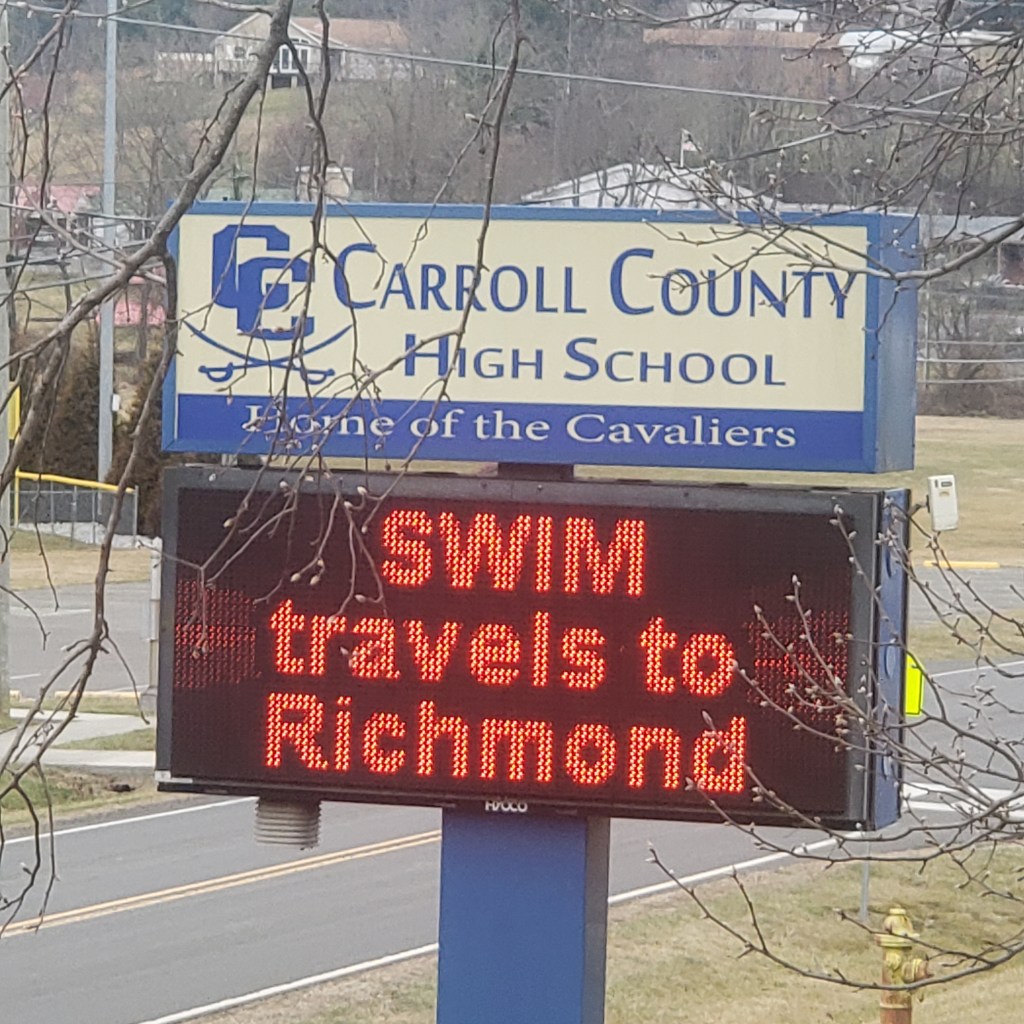 CC CARROLL COUNTY
HIGH SCHOOL
Home of the Cavaliers
SWIM
travels to
Richmond